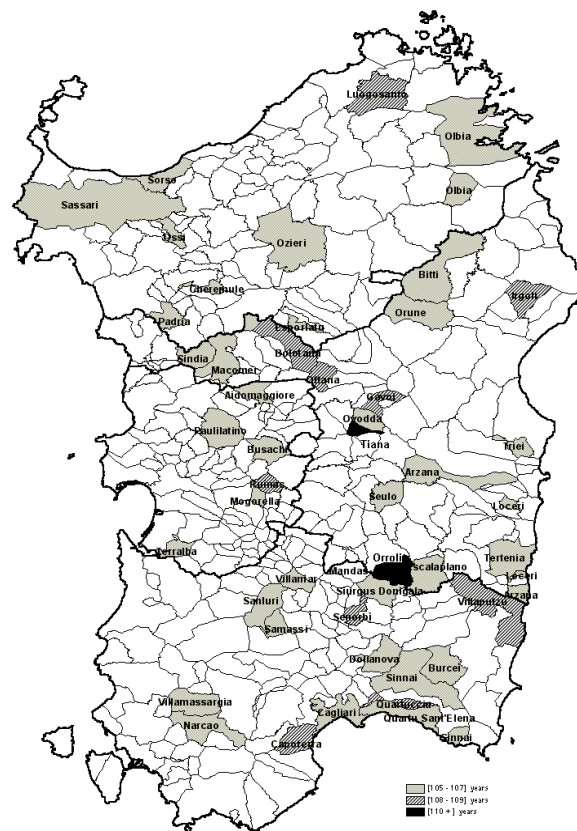 Luogosanto
Olbia
Sorso
Olbia
Sassari
Ossi
Ozieri
Bitti
Cheremule
Irgoli
Padria
Orune
Esporlatu
Bolotana
Sindia
Macomer
Ottana
Aidomaggiore
Gavoi
Ovodda
Paulilatino
Tiana
Busachi
Triei
Arzana
Ruinas
Seulo
Mogorella
Loceri
Terralba
Orroli
Tertenia
Mandas
Escalaplano
Villamar
Loceri
Siurgus Donigala
Arzana
Sanluri
Villaputzu
Senorbi
Samassi
Dolianova
Burcei
Sinnai
Villamassargia
Quartucciu
Cagliari
Narcao
Quartu Sant'Elena
Sinnai
Capoterra
[105 - 107] years
[108 - 109] years
[110 + ] years